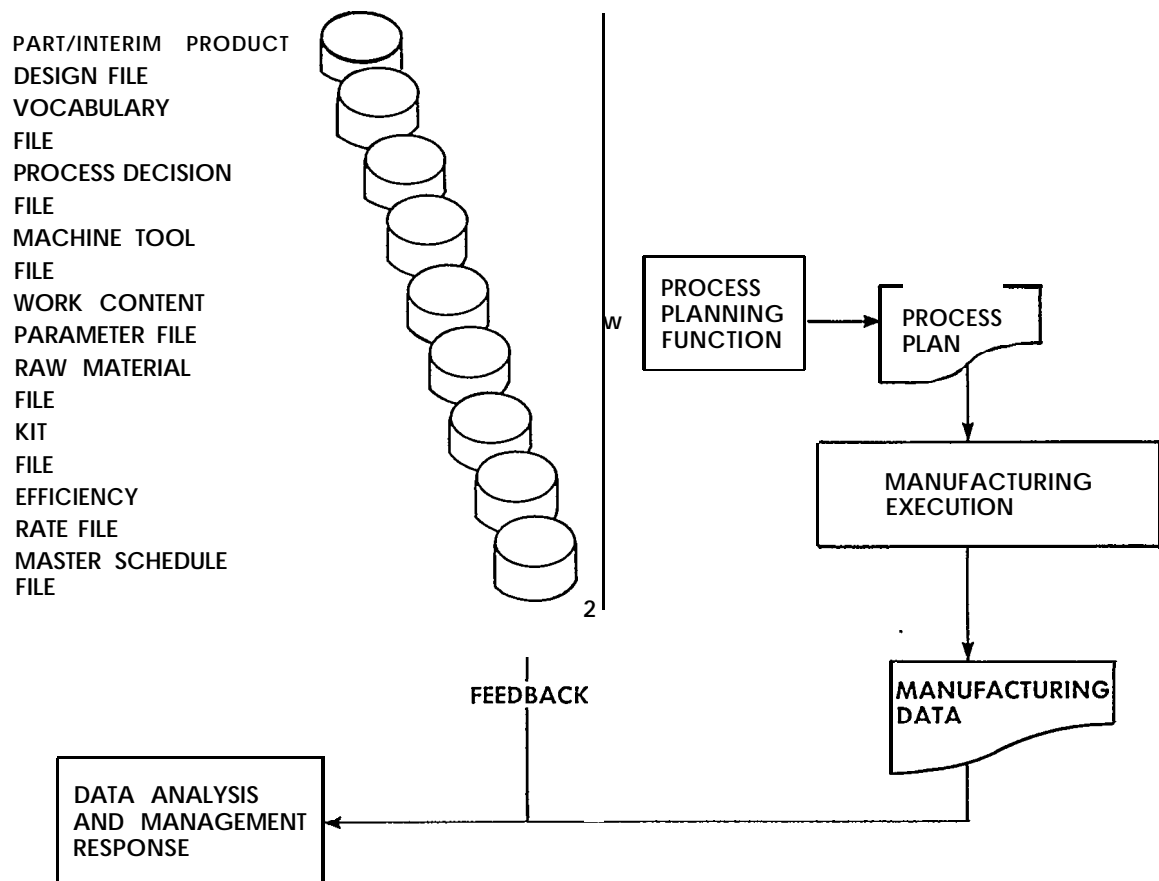 PART/INTERIM PRODUCT
DESIGN FILE
VOCABULARY
FILE
PROCESS DECISION
FILE
MACHINE TOOL
FILE
WORK CONTENT
PARAMETER FILE
RAW MATERIAL
FILE
KIT
FILE
EFFICIENCY
RATE FILE
MASTER SCHEDULE
FILE
2
w
PROCESS
PLANNING
FUNCTION
PROCESS
PLAN
MANUFACTURING
EXECUTION
MANUFACTURING
DATA
FEEDBACK
DATA ANALYSIS
AND MANAGEMENT
RESPONSE